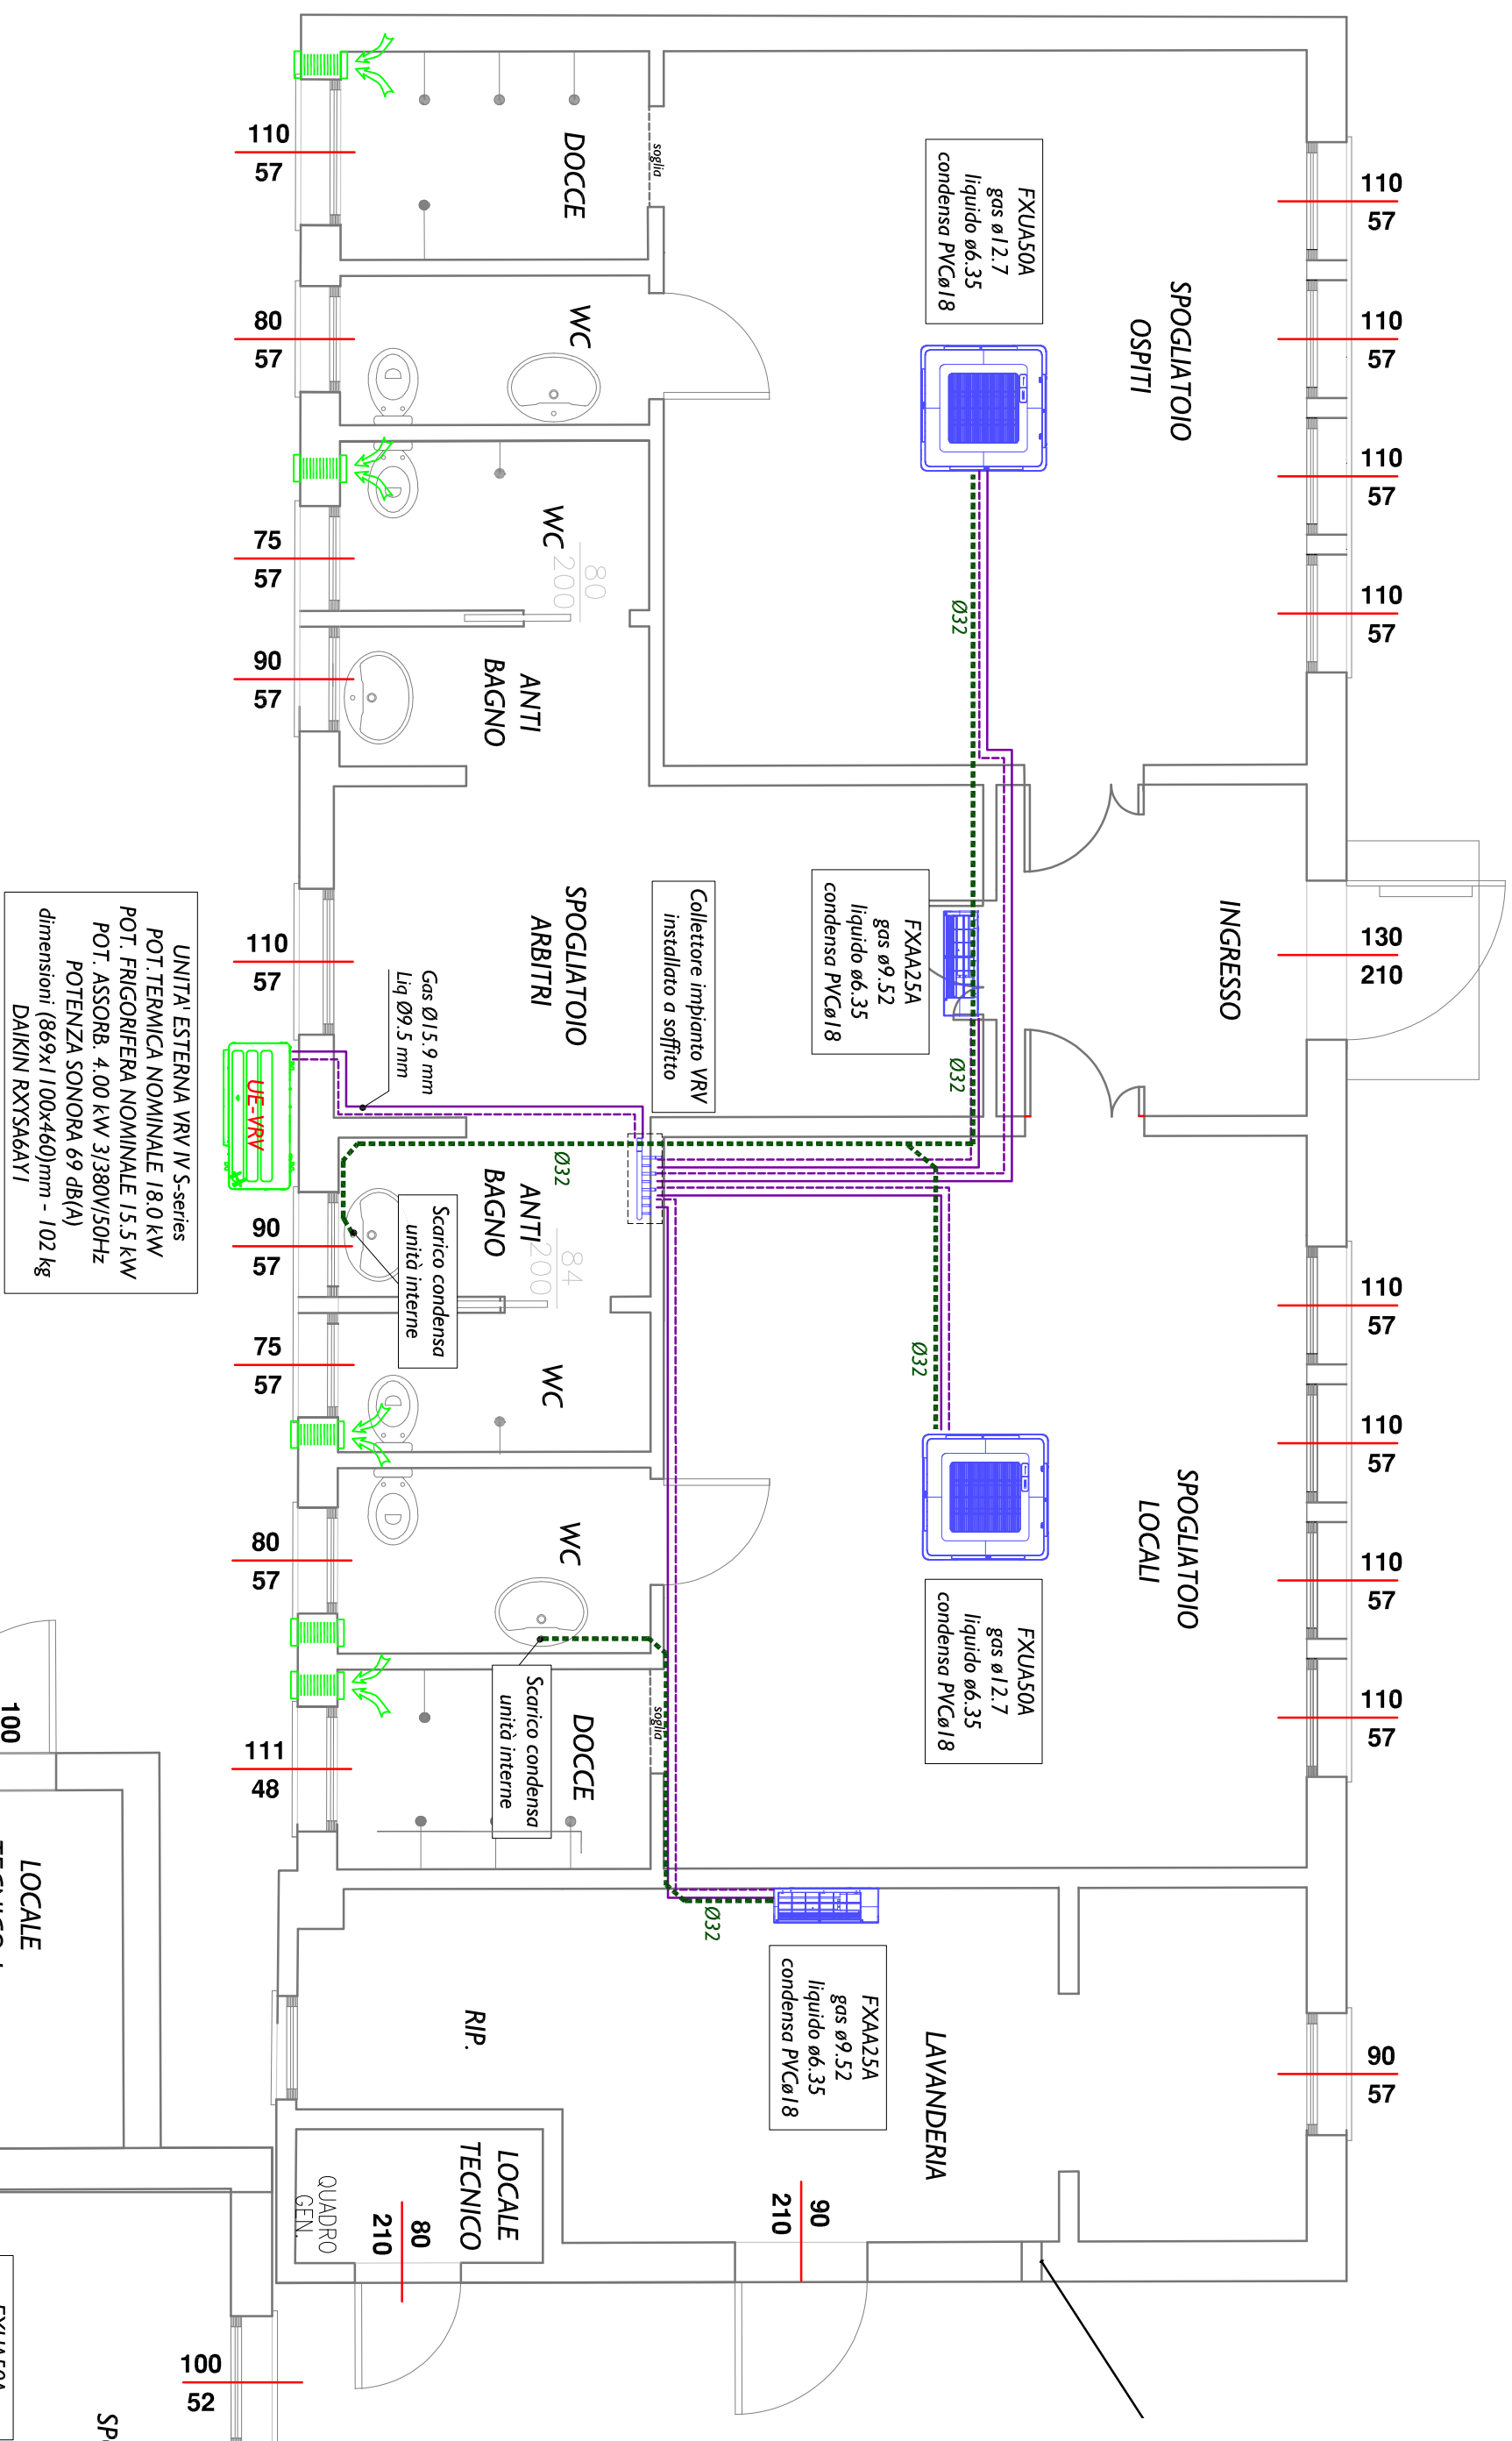 110
57
DOCCE
soglia
FXUA50A
gas ø12.7
liquido ø6.35
condensa PVCø18
SPOGLIATOIO
OSPITI
110
57
80
57
WC
110
57
110
57
75
57
WC
80
200
Ø32
110
57
90
57
ANTI
BAGNO
INGRESSO
130
210
110
57
SPOGLIATOIO
ARBITRI
Collettore impianto VRV
installato a soffitto
FXAA25A
gas ø9.52
liquido ø6.35
condensa PVCø18
Ø32
Gas Ø15.9 mm
Liq Ø9.5 mm
UE-VRV
UNITA' ESTERNA VRV IV S-series
POT.TERMICA NOMINALE 18.0 kW
POT. FRIGORIFERA NOMINALE 15.5 kW
POT. ASSORB. 4.00 kW 3/380V/50Hz
POTENZA SONORA 69 dB(A)
dimensioni (869x1100x460)mm - 102 kg
DAIKIN RXYSA6AY1
Ø32
ANTI
BAGNO
84
200
90
57
Scarico condensa
unità interne
110
57
Ø32
75
57
WC
110
57
SPOGLIATOIO
LOCALI
80
57
WC
110
57
FXUA50A
gas ø12.7
liquido ø6.35
condensa PVCø18
110
57
soglia
Scarico condensa
unità interne
DOCCE
111
48
100
LOCALE
Ø32
FXAA25A
gas ø9.52
liquido ø6.35
condensa PVCø18
RIP.
LAVANDERIA
90
57
LOCALE
TECNICO
QUADRO
GEN.
80
210
90
210
100
52